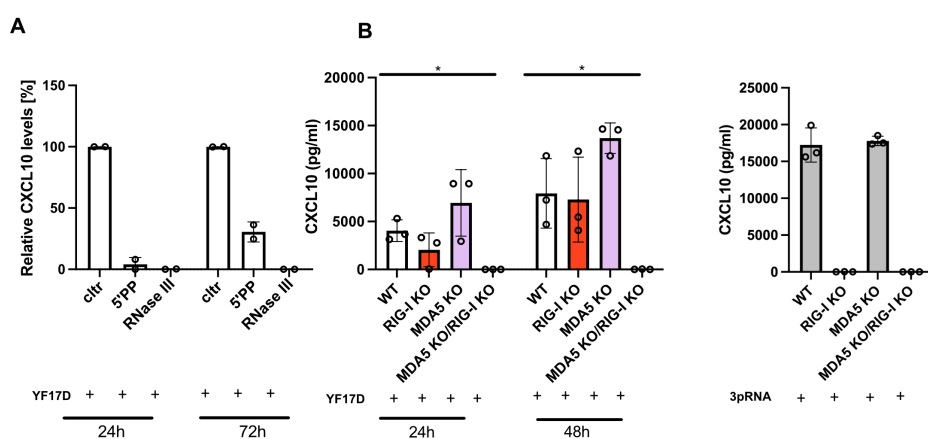 A
Relative CXCL10 levels [%]
150
100
50
0
cltr
5'PP
RNase III
cltr
5'PP
RNase III
YF17D + + + + + +
24h 72h
B
CXCL10 (pg/ml)
20000
15000
10000
5000
0
* *
WT
RIG-I KO
MDA5 KO
MDA5 KO/RIG-I KO
WT
RIG-I KO
MDA5 KO
MDA5 KO/RIG-I KO
YF17D + + + + + + + +
24h 48h
CXCL10 (pg/ml)
25000
20000
15000
10000
5000
0
WT
RIG-I KO
MDA5 KO
MDA5 KO/RIG-I KO
3pRNA + + + +